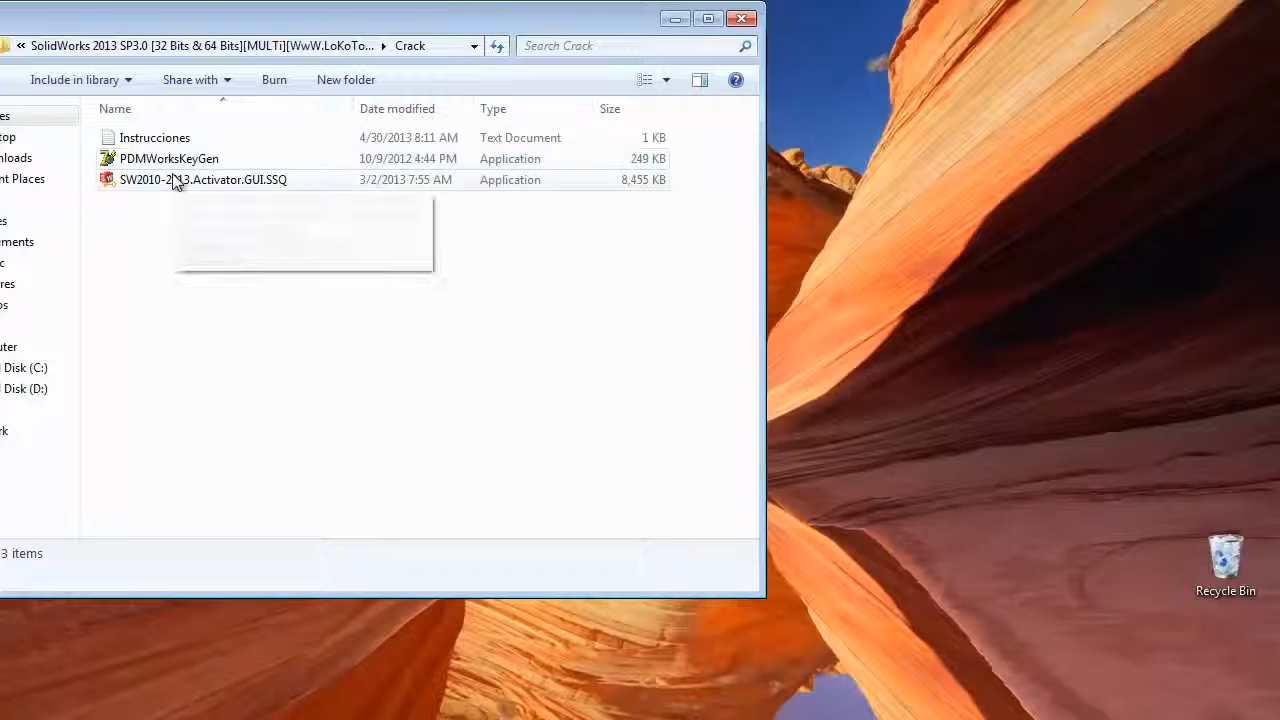 « SolidWorks 2013 SP3.0 [32 Bits & 64 Bits][MULTi][WwW.LoKoTo... ▸ Crack
Search Crack
Include in library
Share with
Burn
New folder
Name
Date modified
Type
Size
Instrucciones 4/30/2013 8:11 AM Text Document 1 KB
PDMWorksKeyGen 10/9/2012 4:44 PM Application 249 KB
SW2010-2013.Activator.GUI.SSQ 3/2/2013 7:55 AM Application 8,455 KB
es
top
nloads
nt Places
es
uments
c
res
os
uter
l Disk (C:)
l Disk (D:)
rk
3 items
Recycle Bin